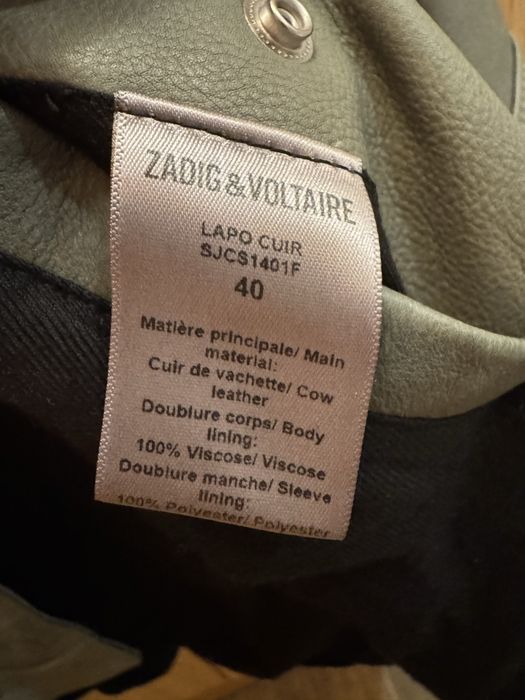 ZADIG&VOLTAIRE
LAPO CUIR
SJCS1401F
40
Matière principale/ Main
material:
Cuir de vachette/ Cow
leather
Doublure corps/ Body
lining:
100% Viscose/ Viscose
Doublure manche/ Sleeve
lining:
100% Polyester/ Polyester